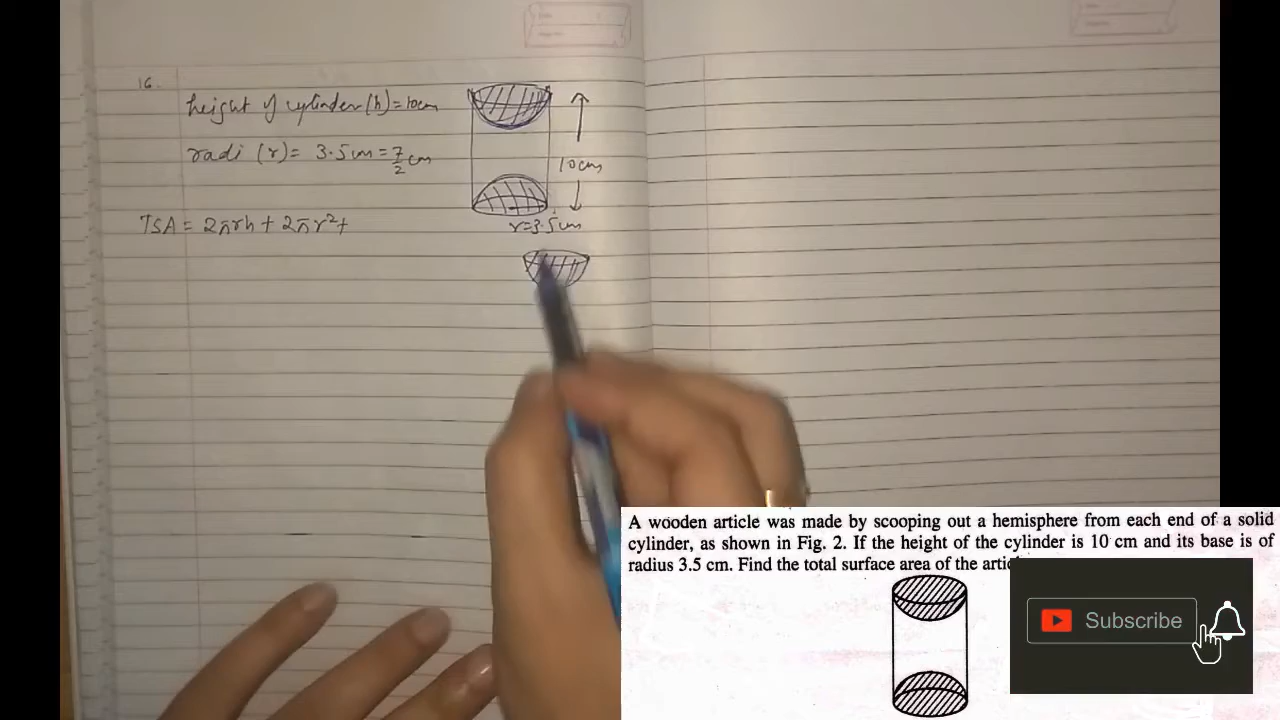 16.
height of cylinder (h) = 10cm
radi (r) = 3.5 cm = 7/2 cm
10cm
TSA = 2πrh + 2πr² +
r=3.5cm
A wooden article was made by scooping out a hemisphere from each end of a solid
cylinder, as shown in Fig. 2. If the height of the cylinder is 10 cm and its base is of
radius 3.5 cm. Find the total surface area of the
Subscribe